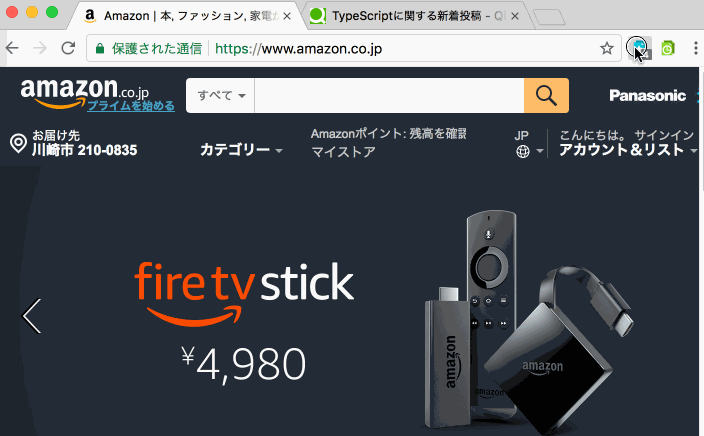 Amazon | 本, ファッション, 家電か
TypeScriptに関する新着投稿 - Qi
保護された通信
https://www.amazon.co.jp
4
amazon.co.jp
プライムを始める
すべて
Panasonic
お届け先
川崎市 210-0835
カテゴリー
Amazonポイント: 残高を確認
マイストア
JP
こんにちは。 サインイン
アカウント＆リスト
fire tv stick
¥4,980
amazon
amazon
amazon